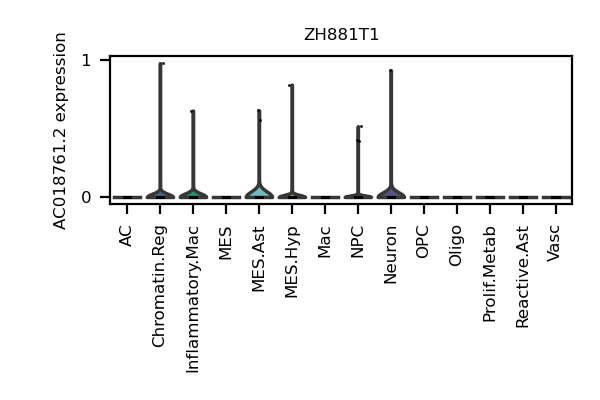 ZH881T1
AC018761.2 expression
1
0
AC
Chromatin.Reg
Inflammatory.Mac
MES
MES.Ast
MES.Hyp
Mac
NPC
Neuron
OPC
Oligo
Prolif.Metab
Reactive.Ast
Vasc